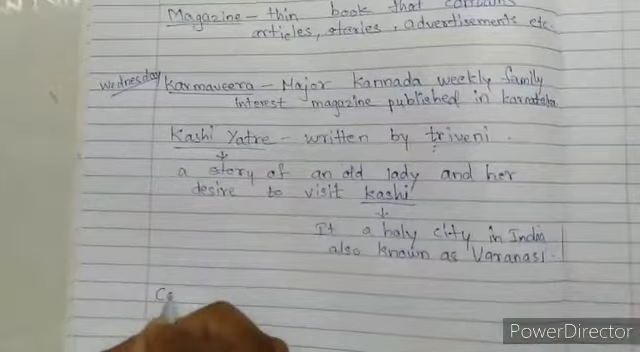 Magazine - thin book that contains
articles, stories, advertisements etc.
Wednesday
Karmaveera - Major Kannada weekly family
interest magazine published in karnataka
Kashi Yatre - written by triveni.
a story of an old lady and her
desire to visit kashi
It a holy city in India
also known as Varanasi.
PowerDirector